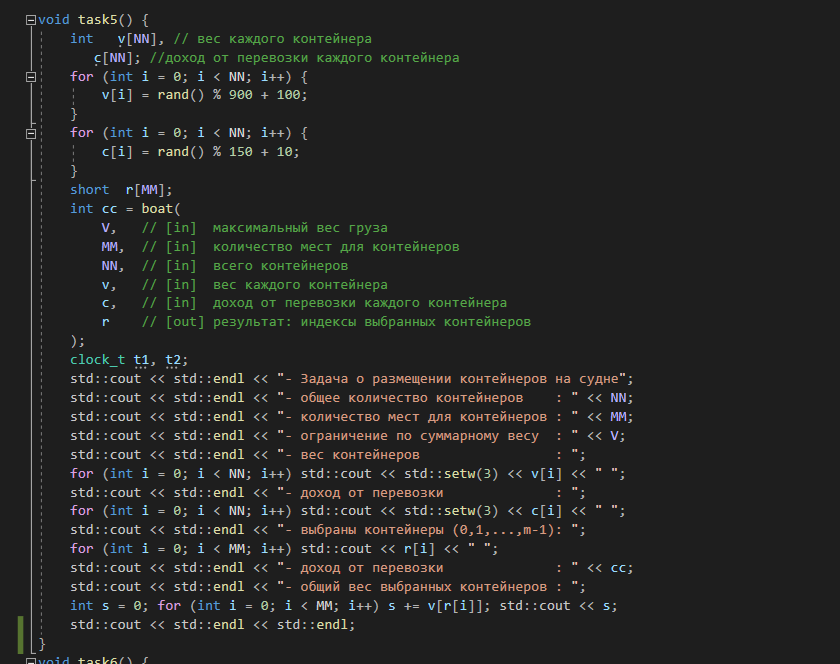 void task5() {
    int   v[NN], // вес каждого контейнера
       c[NN]; //доход от перевозки каждого контейнера
    for (int i = 0; i < NN; i++) {
        v[i] = rand() % 900 + 100;
    }
    for (int i = 0; i < NN; i++) {
        c[i] = rand() % 150 + 10;
    }
    short  r[MM];
    int cc = boat(
        V,   // [in]  максимальный вес груза
        MM,  // [in]  количество мест для контейнеров
        NN,  // [in]  всего контейнеров
        v,   // [in]  вес каждого контейнера
        c,   // [in]  доход от перевозки каждого контейнера
        r    // [out] результат: индексы выбранных контейнеров
    );
    clock_t t1, t2;
    std::cout << std::endl << "- Задача о размещении контейнеров на судне";
    std::cout << std::endl << "- общее количество контейнеров    : " << NN;
    std::cout << std::endl << "- количество мест для контейнеров : " << MM;
    std::cout << std::endl << "- ограничение по суммарному весу  : " << V;
    std::cout << std::endl << "- вес контейнеров                 : ";
    for (int i = 0; i < NN; i++) std::cout << std::setw(3) << v[i] << " ";
    std::cout << std::endl << "- доход от перевозки              : ";
    for (int i = 0; i < NN; i++) std::cout << std::setw(3) << c[i] << " ";
    std::cout << std::endl << "- выбраны контейнеры (0,1,...,m-1): ";
    for (int i = 0; i < MM; i++) std::cout << r[i] << " ";
    std::cout << std::endl << "- доход от перевозки              : " << cc;
    std::cout << std::endl << "- общий вес выбранных контейнеров : ";
    int s = 0; for (int i = 0; i < MM; i++) s += v[r[i]]; std::cout << s;
    std::cout << std::endl << std::endl;
}
void task6() {